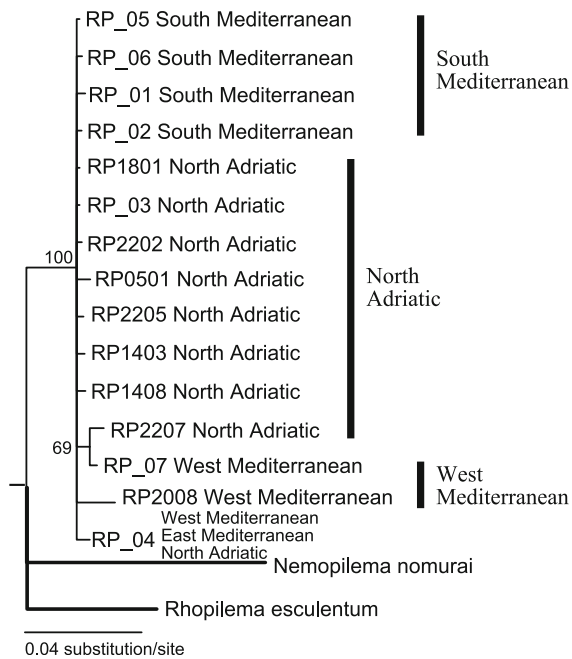 RP_05 South Mediterranean
RP_06 South Mediterranean
RP_01 South Mediterranean
RP_02 South Mediterranean
South
Mediterranean
RP1801 North Adriatic
RP_03 North Adriatic
RP2202 North Adriatic
100
RP0501 North Adriatic
RP2205 North Adriatic
RP1403 North Adriatic
RP1408 North Adriatic
North
Adriatic
RP2207 North Adriatic
69
RP_07 West Mediterranean
RP2008 West Mediterranean
West
Mediterranean
West Mediterranean
RP_04 East Mediterranean
North Adriatic
Nemopilema nomurai
Rhopilema esculentum
0.04 substitution/site